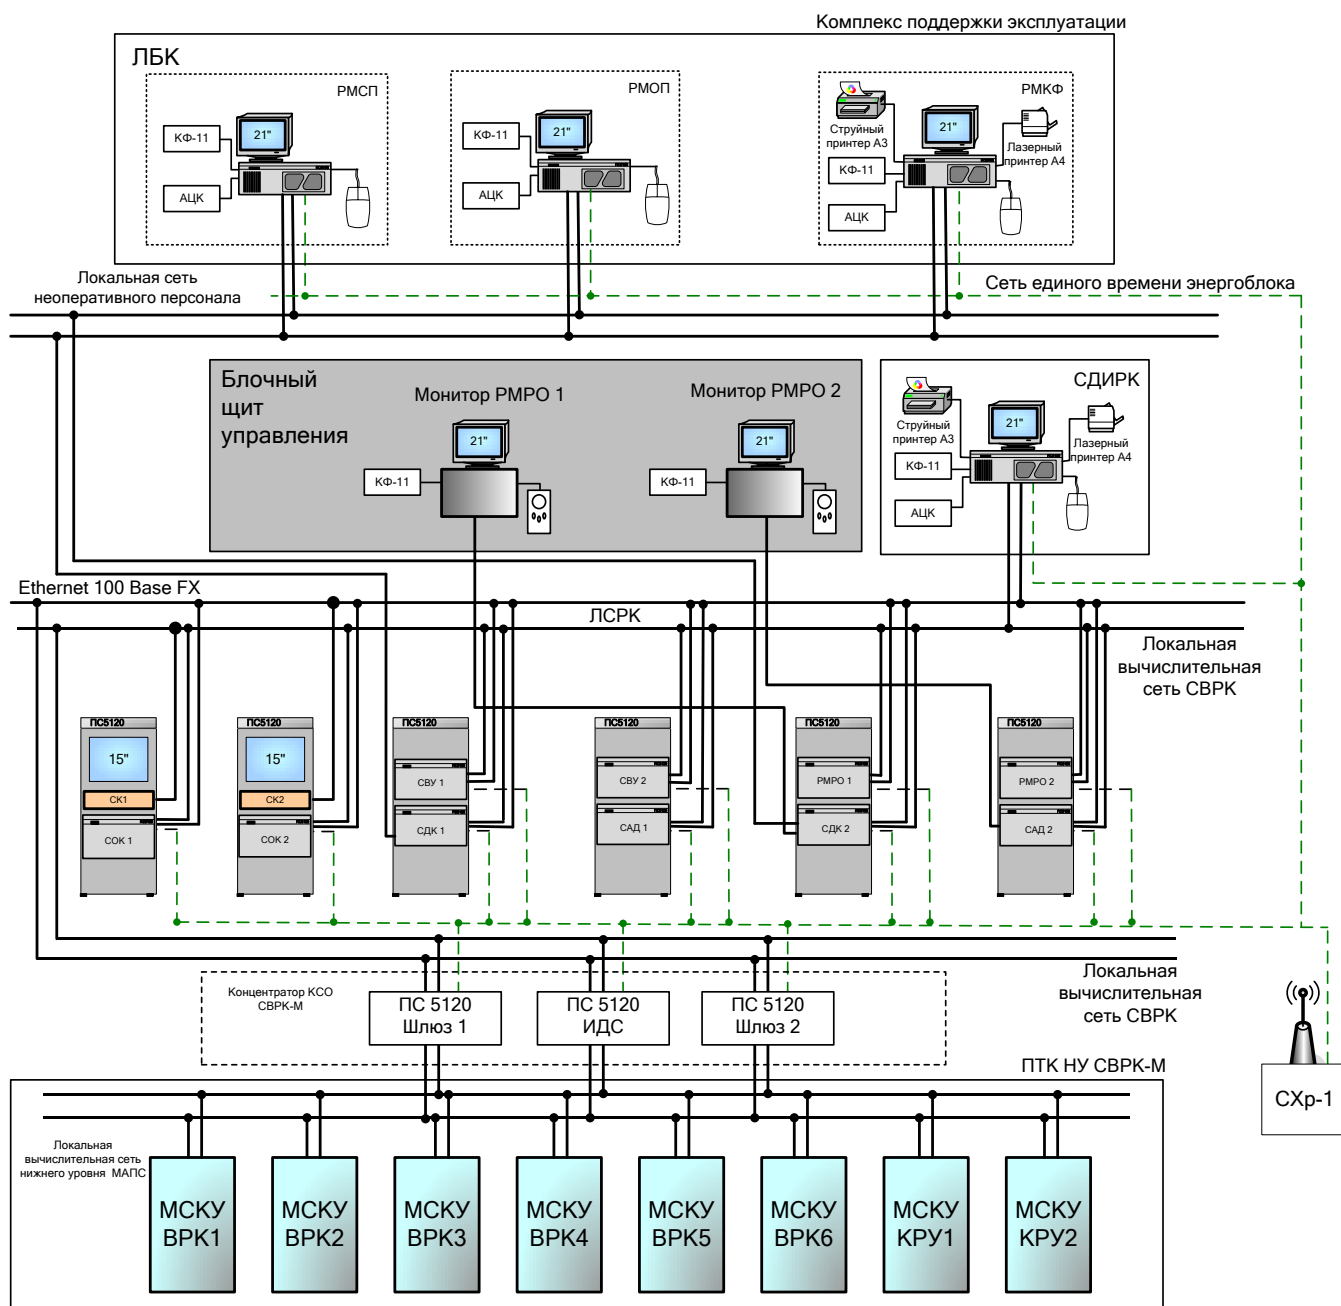 Комплекс поддержки эксплуатации
ЛБК
РМСП
21"
КФ-11
АЦК
РМОП
21"
КФ-11
АЦК
РМКФ
21"
Струйный
принтер А3
Лазерный
принтер А4
КФ-11
АЦК
Локальная сеть
неоперативного персонала
Сеть единого времени энергоблока
Блочный
щит
управления
Монитор РМРО 1
21"
КФ-11
Монитор РМРО 2
21"
КФ-11
СДИРК
21"
Струйный
принтер А3
Лазерный
принтер А4
КФ-11
АЦК
Ethernet 100 Base FX
ЛСРК
Локальная
вычислительная
сеть СВРК
ПС5120
15"
СК1
СОК 1
ПС5120
15"
СК2
СОК 2
ПС5120
СВУ 1
СДК 1
ПС5120
СВУ 2
САД 1
ПС5120
РМРО 1
СДК 2
ПС5120
РМРО 2
САД 2
Локальная
вычислительная
сеть СВРК
Концентратор КСО
СВРК-М
ПС 5120
Шлюз 1
ПС 5120
ИДС
ПС 5120
Шлюз 2
ПТК НУ СВРК-М
СХр-1
Локальная
вычислительная сеть
нижнего уровня МАПС
МСКУ
ВРК1
МСКУ
ВРК2
МСКУ
ВРК3
МСКУ
ВРК4
МСКУ
ВРК5
МСКУ
ВРК6
МСКУ
КРУ1
МСКУ
КРУ2